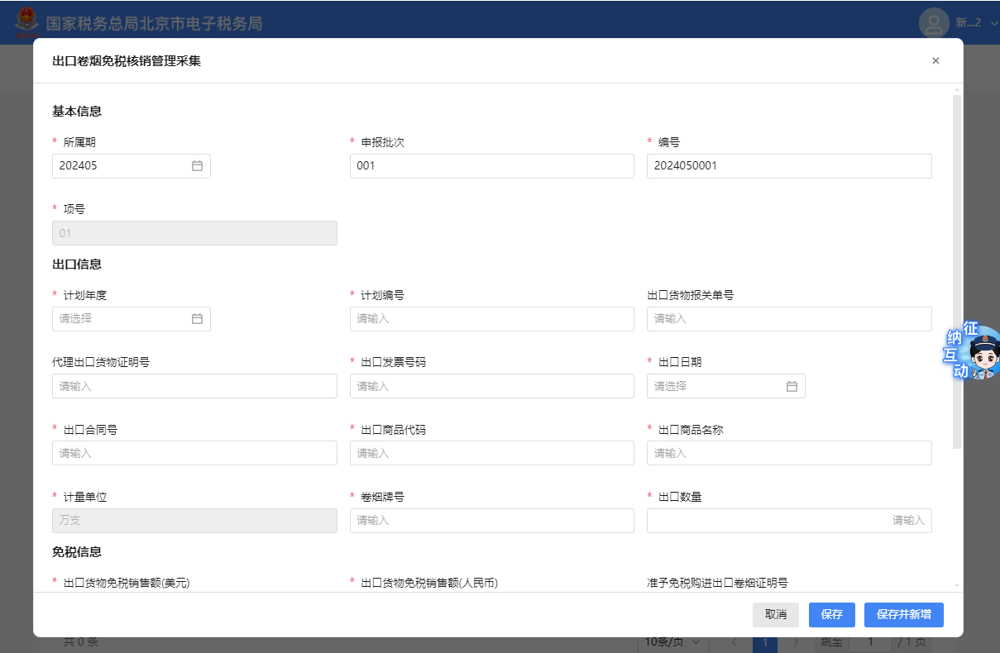 国家税务总局北京市电子税务局
新...2
出口卷烟免税核销管理采集
基本信息
* 所属期 * 申报批次 * 编号
202405 001 2024050001
* 项号
01
出口信息
* 计划年度 * 计划编号 出口货物报关单号
请选择 请输入 请输入
代理出口货物证明号 * 出口发票号码 * 出口日期
请输入 请输入 请选择
* 出口合同号 * 出口商品代码 * 出口商品名称
请输入 请输入 请输入
* 计量单位 * 卷烟牌号 * 出口数量
万支 请输入 请输入
免税信息
* 出口货物免税销售额(美元) * 出口货物免税销售额(人民币) 准予免税购进出口卷烟证明号
取消 保存 保存并新增
共 0 条 10条/页 1 跳至 1 / 1 页
征纳互动